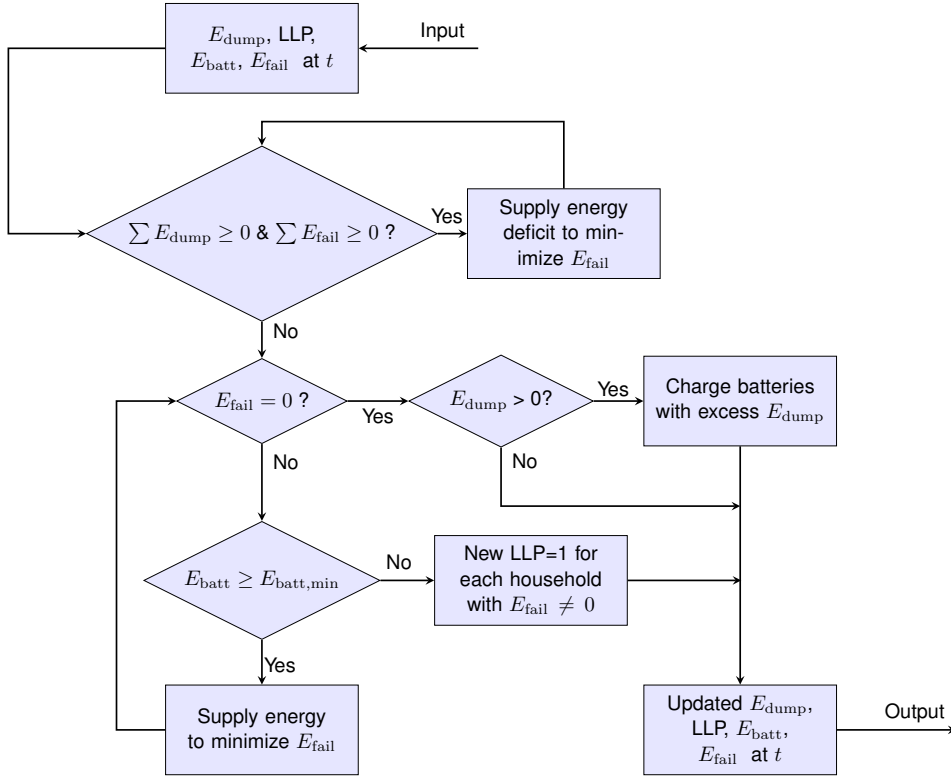 E_dump, LLP,
E_batt, E_fail at t
Input
∑ E_dump ≥ 0 & ∑ E_fail ≥ 0 ?
Yes
Supply energy
deficit to min-
imize E_fail
No
E_fail = 0 ?
Yes
E_dump > 0?
Yes
Charge batteries
with excess E_dump
No
No
E_batt ≥ E_batt,min
No
New LLP=1 for
each household
with E_fail ≠ 0
Yes
Supply energy
to minimize E_fail
Updated E_dump,
LLP, E_batt,
E_fail at t
Output